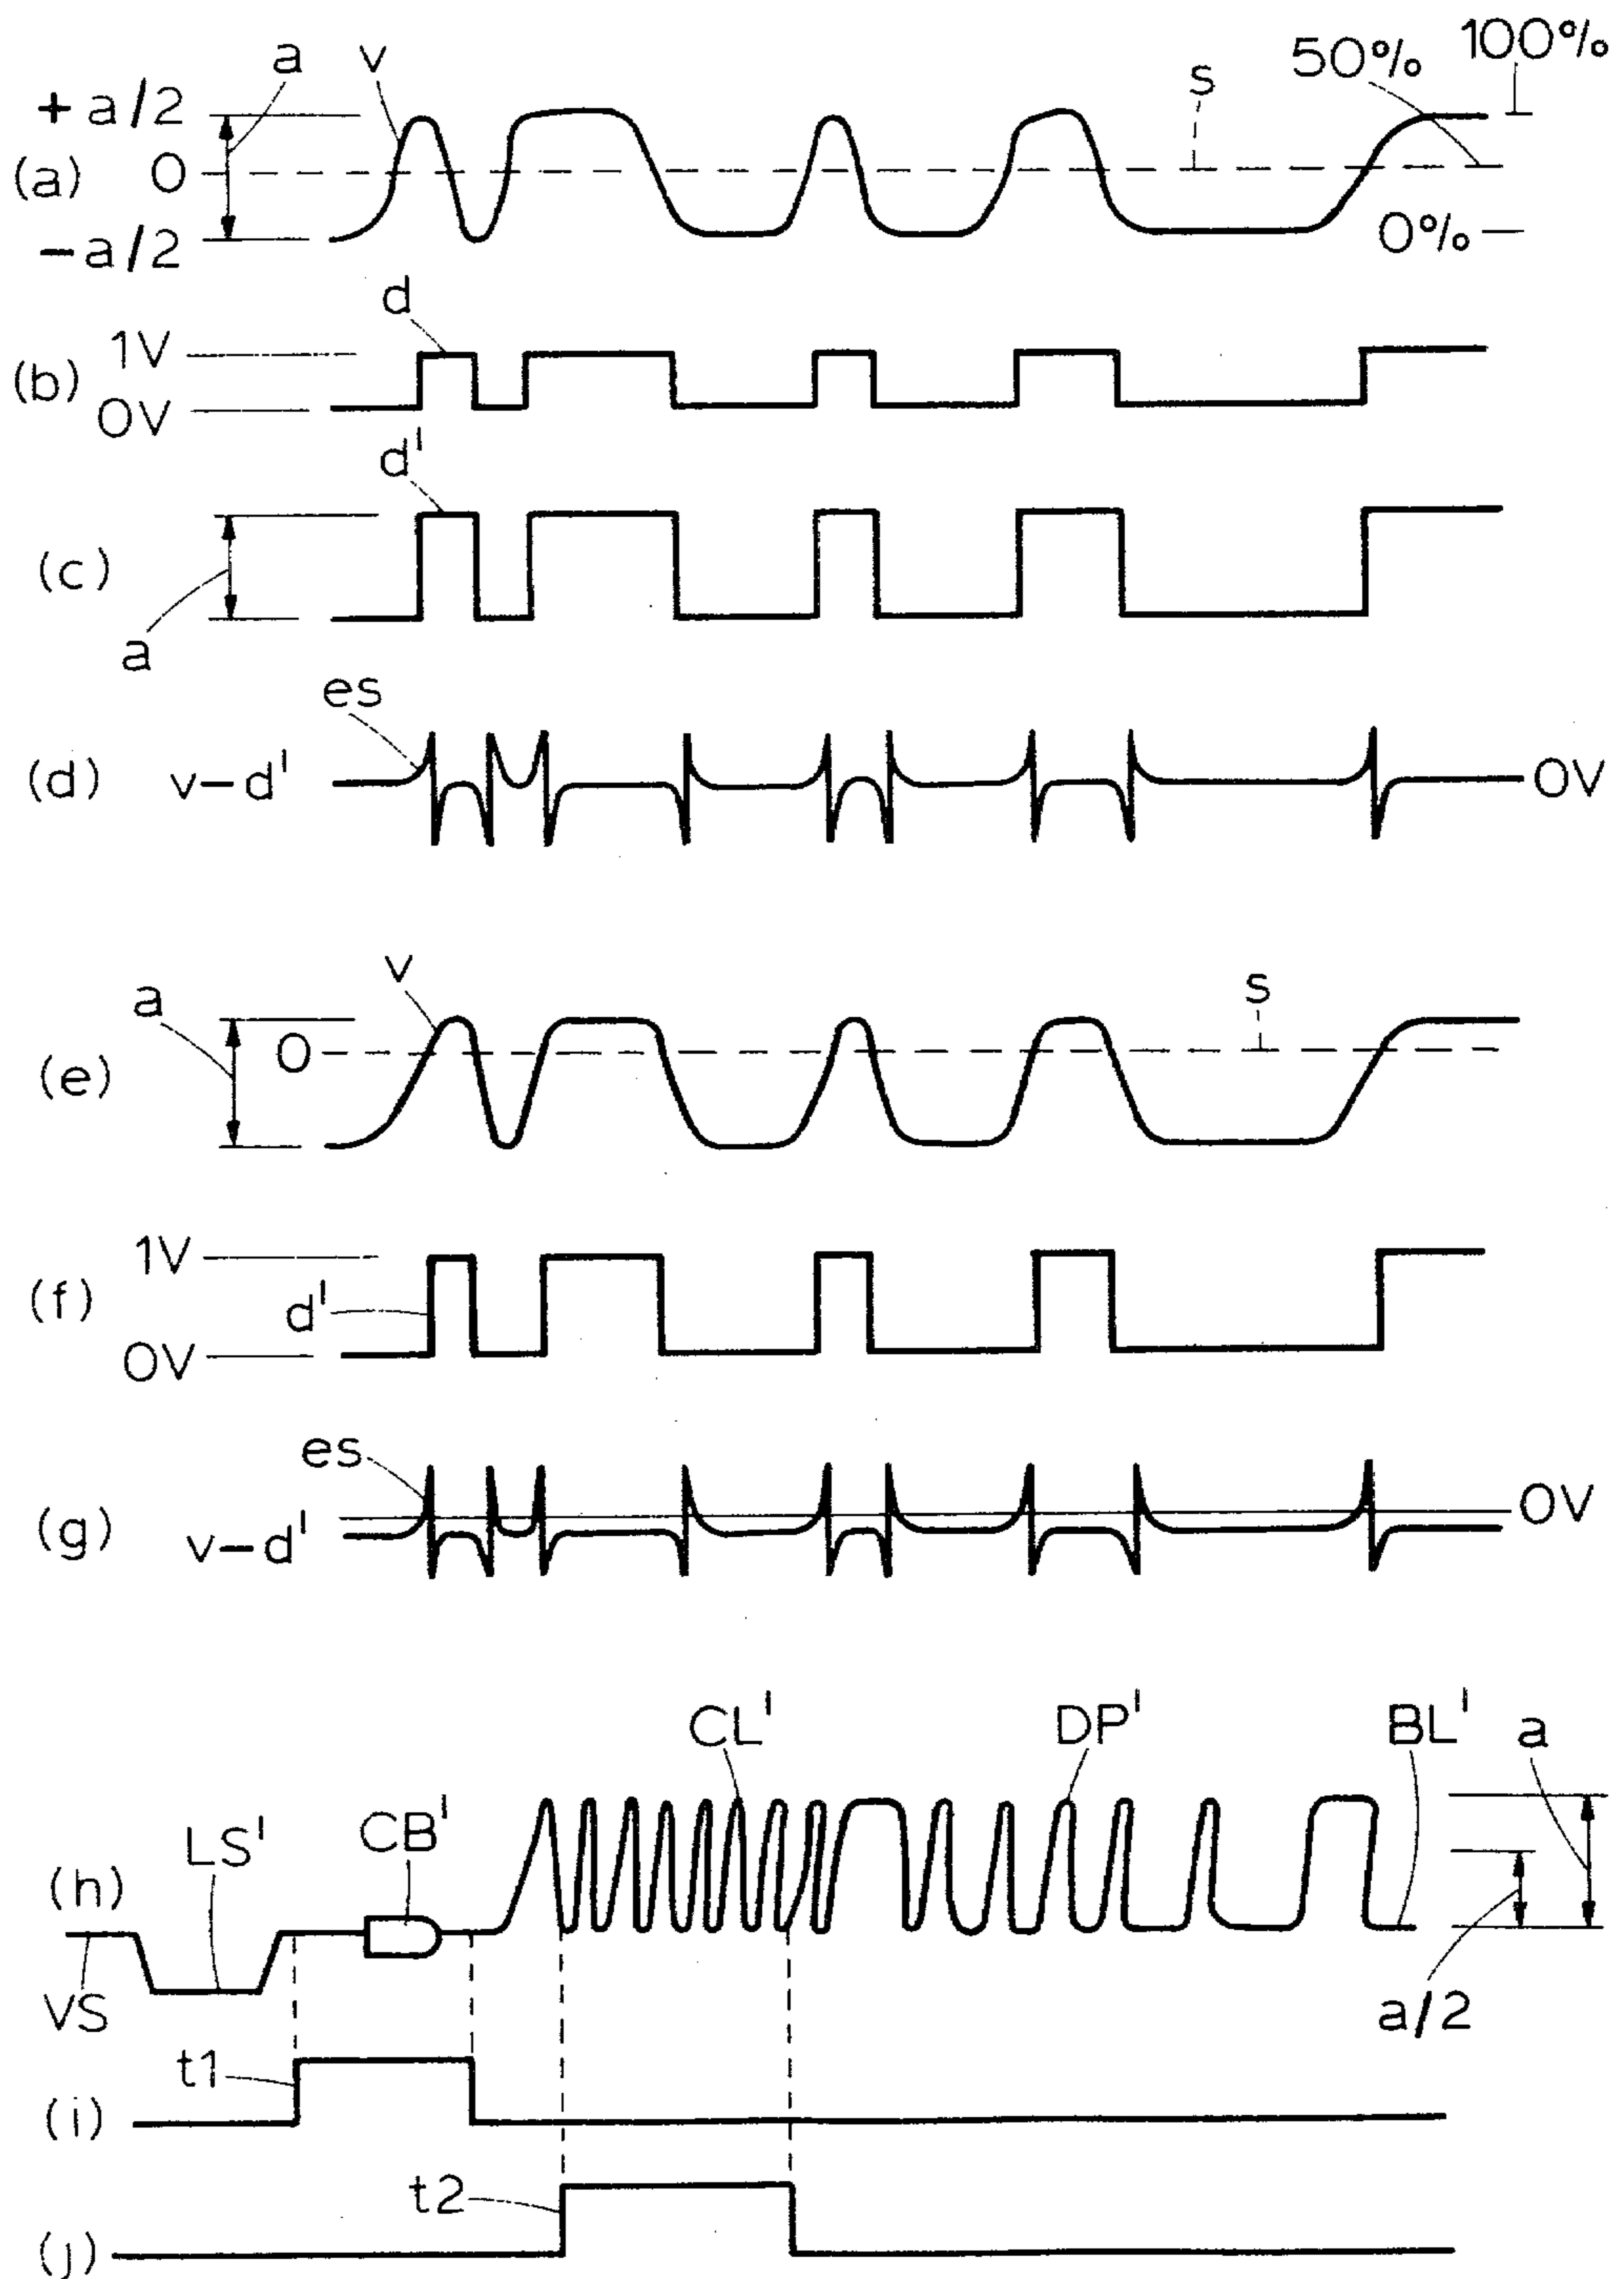 a v 50% 100%
+ a/2 s
(a) 0
- a/2 0%
d
1V
(b)
0V
d'
(c)
a
es
(d) v-d' 0V
v
a s
0
(e)
1V
(f) d'
0V
es
0V
(g) v-d'
CL' DP' BL' a
CB'
LS'
(h)
VS a/2
t1
(i)
t2
(j)